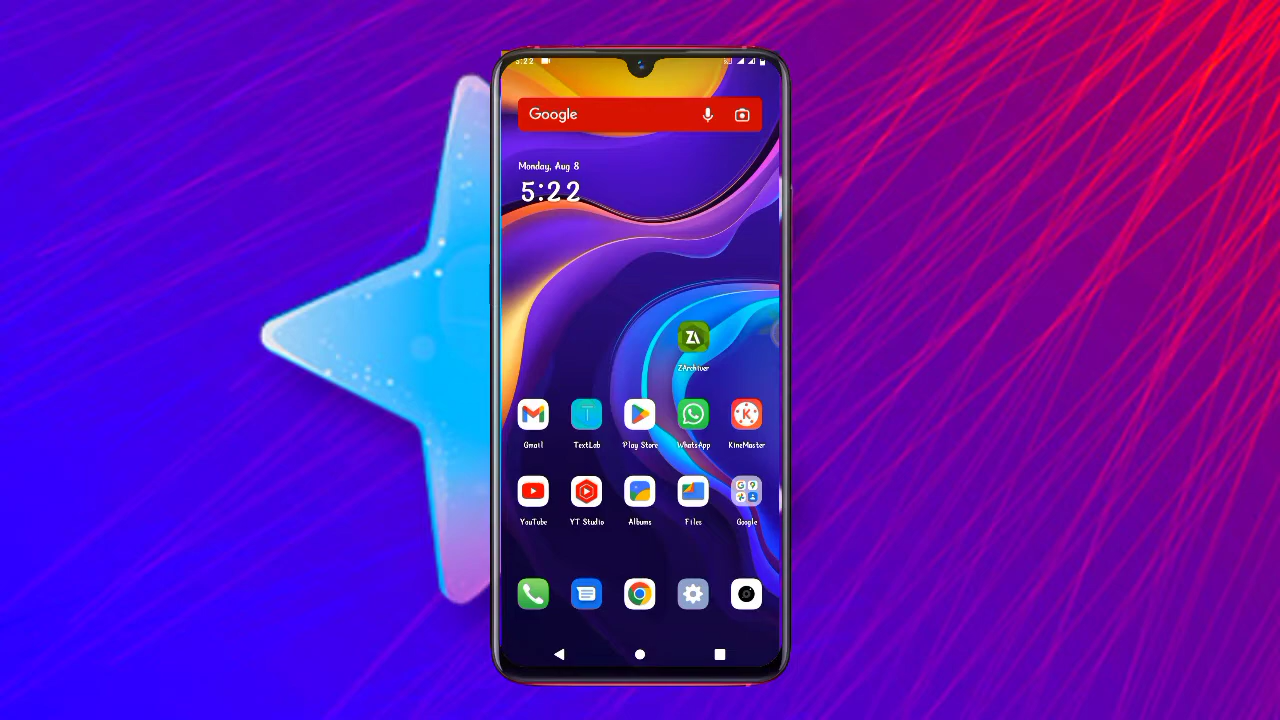 5:22
Google
Monday, Aug 8
5:22
ZArchiver
Gmail TextLab Play Store WhatsApp KineMaster
YouTube YT Studio Albums Files Google